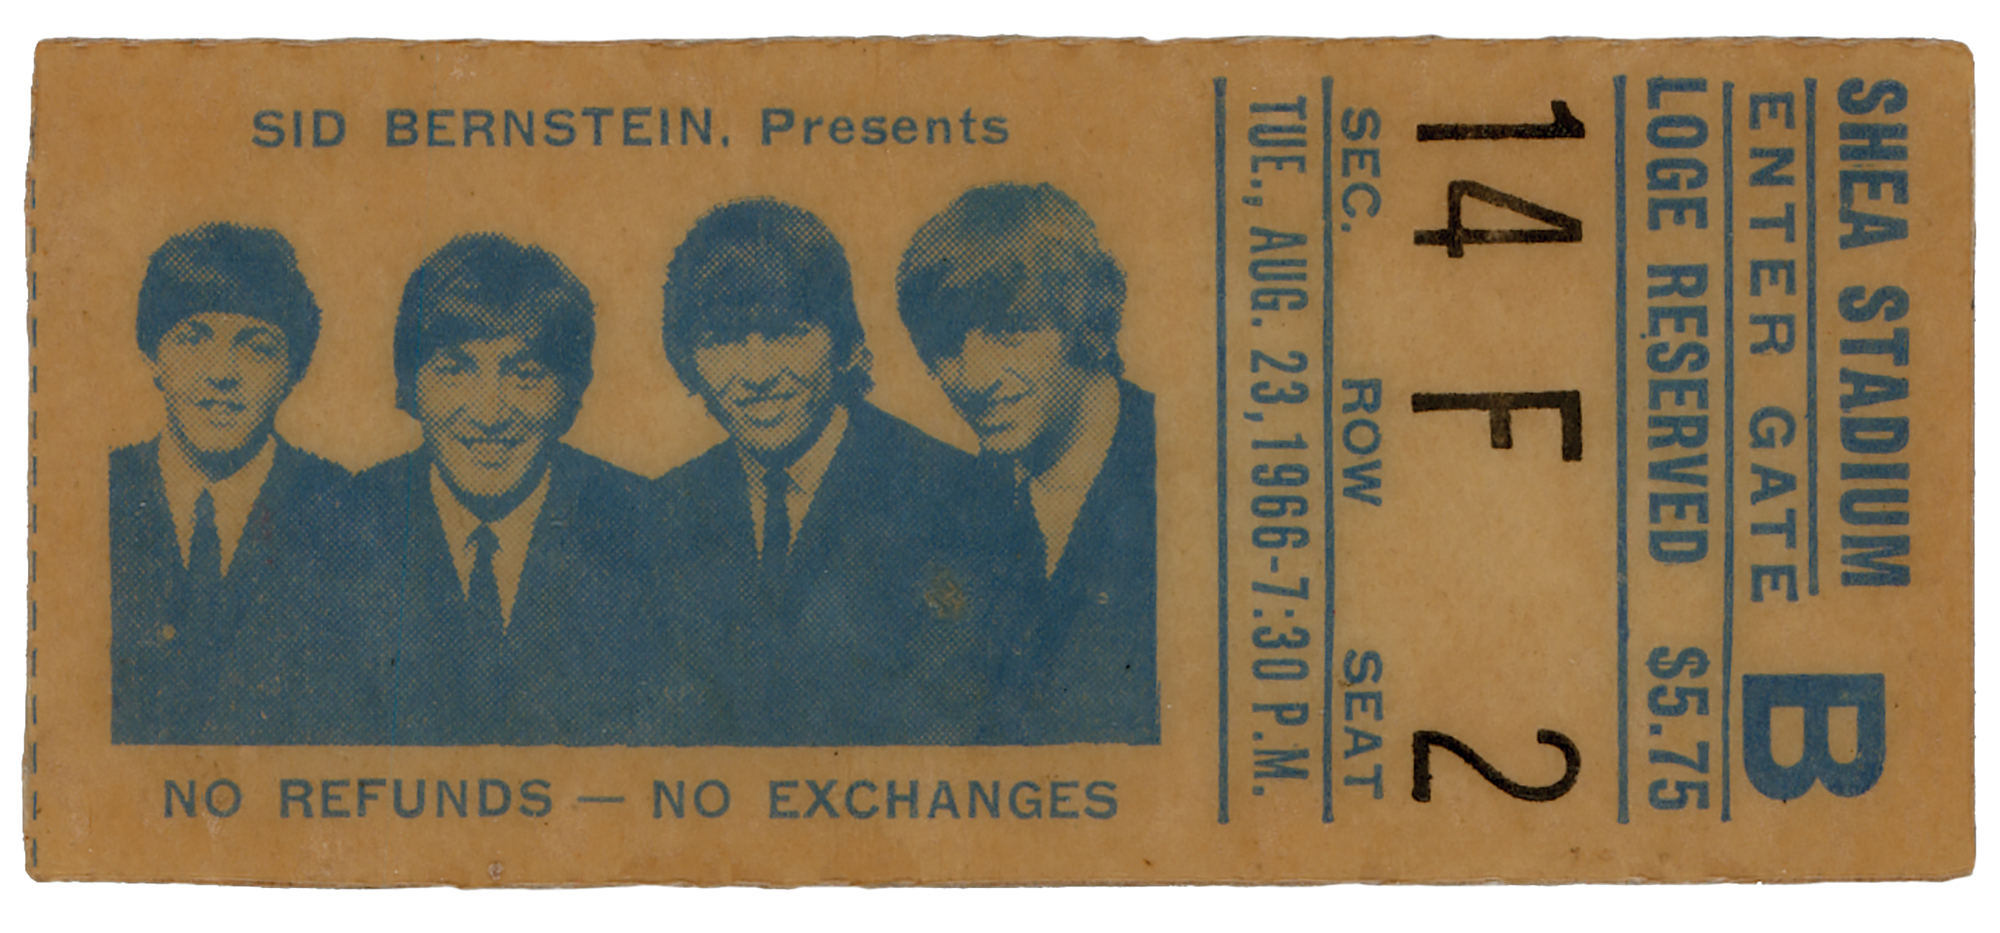 SID BERNSTEIN, Presents
NO REFUNDS — NO EXCHANGES
SHEA STADIUM
ENTER GATE B
LOGE RESERVED $5.75
14 F 2
SEC. ROW SEAT
TUE., AUG. 23, 1966-7:30 P.M.